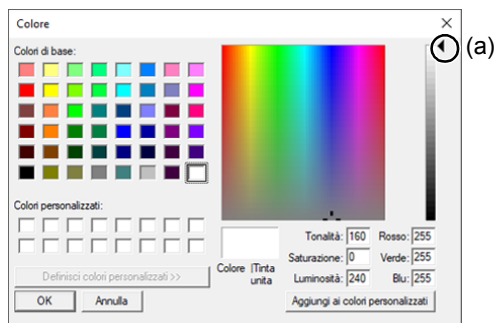 Colore
(a)
Colori di base:
Colori personalizzati:
Definisci colori personalizzati >>
OK
Annulla
Colore |Tinta
unita
Tonalità: 160
Rosso: 255
Saturazione: 0
Verde: 255
Luminosità: 240
Blu: 255
Aggiungi ai colori personalizzati